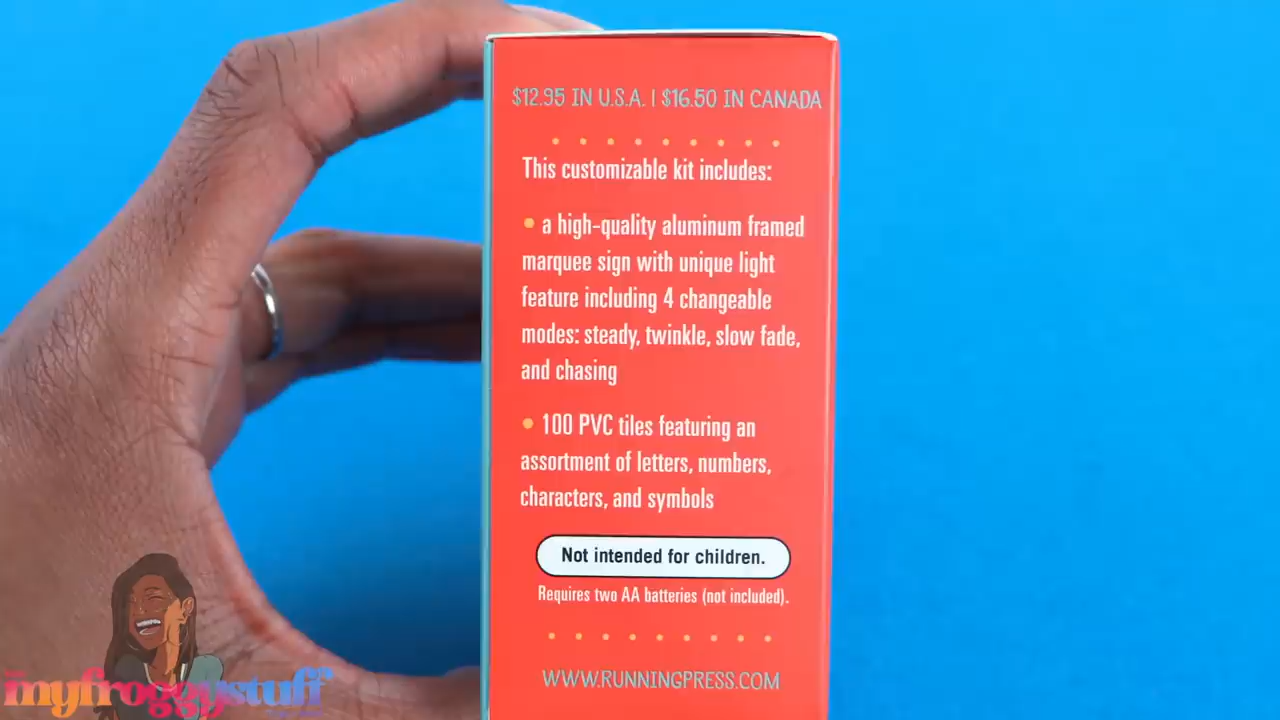 $12.95 IN U.S.A. | $16.50 IN CANADA
This customizable kit includes:
• a high-quality aluminum framed
marquee sign with unique light
feature including 4 changeable
modes: steady, twinkle, slow fade,
and chasing
• 100 PVC tiles featuring an
assortment of letters, numbers,
characters, and symbols
Not intended for children.
Requires two AA batteries (not included).
WWW.RUNNINGPRESS.COM
myfroggystuff